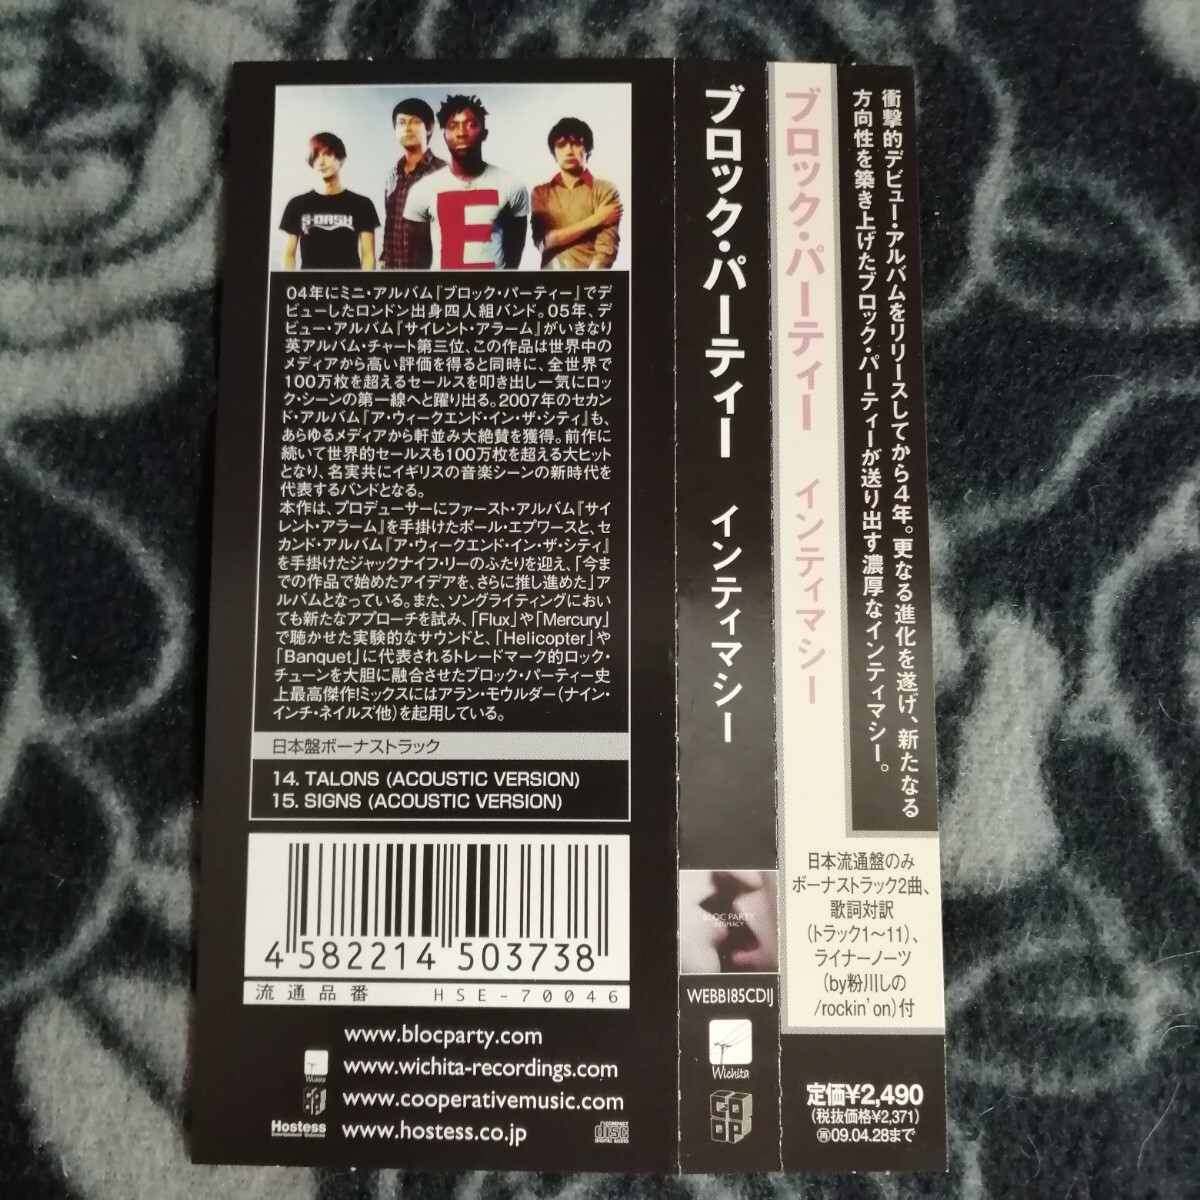 S-DASH
E
04年にミニ・アルバム『ブロック・パーティー』でデ
ビューしたロンドン出身四人組バンド。05年、デ
ビュー・アルバム『サイレント・アラーム』がいきなり
英アルバム・チャート第三位、この作品は世界中の
メディアから高い評価を得ると同時に、全世界で
100万枚を超えるセールスを叩き出し一気にロッ
ク・シーンの第一線へと躍り出る。2007年のセカン
ド・アルバム『ア・ウィークエンド・イン・ザ・シティ』も、
あらゆるメディアから軒並み大絶賛を獲得。前作に
続いて世界的セールスも100万枚を超える大ヒット
となり、名実共にイギリスの音楽シーンの新時代を
代表するバンドとなる。
本作は、プロデューサーにファースト・アルバム『サイ
レント・アラーム』を手掛けたポール・エプワースと、セ
カンド・アルバム『ア・ウィークエンド・イン・ザ・シティ』
を手掛けたジャックナイフ・リーのふたりを迎え、「今ま
での作品で始めたアイデアを、さらに推し進めた」ア
ルバムとなっている。また、ソングライティングにおい
ても新たなアプローチを試み、「Flux」や「Mercury」
で聴かせた実験的なサウンドと、「Helicopter」や
「Banquet」に代表されるトレードマーク的ロック・
チューンを大胆に融合させたブロック・パーティー史
上最高傑作!ミックスにはアラン・モウルダー(ナイン・
インチ・ネイルズ他)を起用している。
日本盤ボーナストラック
14. TALONS (ACOUSTIC VERSION)
15. SIGNS (ACOUSTIC VERSION)
4 582214 503738
流通品番 HSE-70046
www.blocparty.com
www.wichita-recordings.com
www.cooperativemusic.com
Hostess
www.hostess.co.jp
COMPACT
disc
DIGITAL AUDIO
ブロック・パーティー インティマシー
BLOC PARTY
INTIMACY
WEBB185CDIJ
Wichita
CO
OP
ブロック・パーティー インティマシー
衝撃的デビュー・アルバムをリリースしてから4年。更なる進化を遂げ、新たなる
方向性を築き上げたブロック・パーティーが送り出す濃厚なインティマシー。
日本流通盤のみ
ボーナストラック2曲、
歌詞対訳
(トラック1〜11)、
ライナーノーツ
(by粉川しの
/rockin'on)付
定価¥2,490
(税抜価格¥2,371)
再09.04.28まで